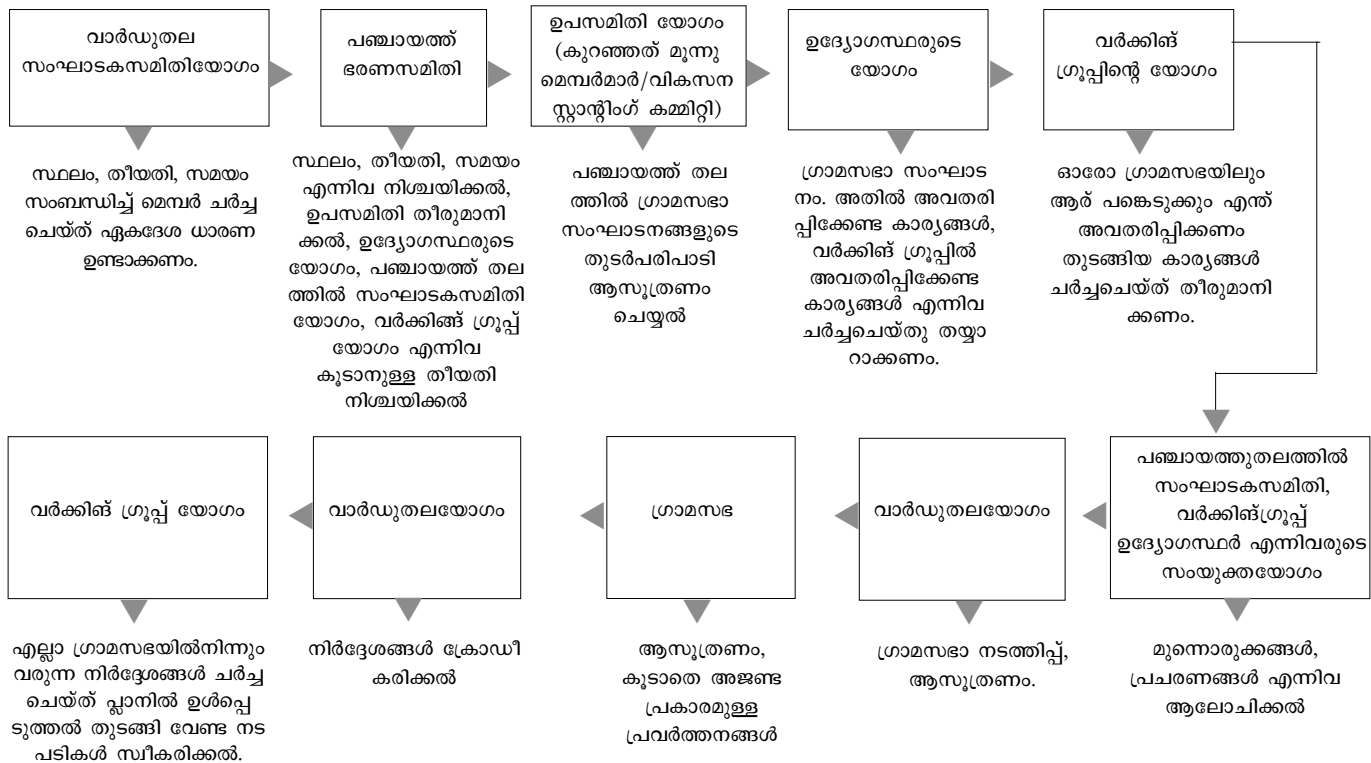 വാർഡുതല
സംഘാടകസമിതിയോഗം
സ്ഥലം, തീയതി, സമയം
സംബന്ധിച്ച് മെമ്പർ ചർച്ച
ചെയ്ത് ഏകദേശ ധാരണ
ഉണ്ടാക്കണം.
പഞ്ചായത്ത്
ഭരണസമിതി
സ്ഥലം, തീയതി, സമയം
എന്നിവ നിശ്ചയിക്കൽ,
ഉപസമിതി തീരുമാനി
ക്കൽ, ഉദ്യോഗസ്ഥരുടെ
യോഗം, പഞ്ചായത്ത് തല
ത്തിൽ സംഘാടകസമിതി
യോഗം, വർക്കിങ്ങ് ഗ്രൂപ്പ്
യോഗം എന്നിവ
കൂടാനുള്ള തീയതി
നിശ്ചയിക്കൽ
ഉപസമിതി യോഗം
(കുറഞ്ഞത് മൂന്നു
മെമ്പർമാർ/വികസന
സ്റ്റാന്റിംഗ് കമ്മിറ്റി)
പഞ്ചായത്ത് തല
ത്തിൽ ഗ്രാമസഭാ
സംഘാടനങ്ങളുടെ
തുടർപരിപാടി
ആസൂത്രണം
ചെയ്യൽ
ഉദ്യോഗസ്ഥരുടെ
യോഗം
ഗ്രാമസഭാ സംഘാട
നം. അതിൽ അവതരി
പ്പിക്കേണ്ട കാര്യങ്ങൾ,
വർക്കിങ് ഗ്രൂപ്പിൽ
അവതരിപ്പിക്കേണ്ട
കാര്യങ്ങൾ എന്നിവ
ചർച്ചചെയ്തു തയ്യാ
റാക്കണം.
വർക്കിങ്
ഗ്രൂപ്പിന്റെ യോഗം
ഓരോ ഗ്രാമസഭയിലും
ആര് പങ്കെടുക്കും എന്ത്
അവതരിപ്പിക്കണം
തുടങ്ങിയ കാര്യങ്ങൾ
ചർച്ചചെയ്ത് തീരുമാനി
ക്കണം.
പഞ്ചായത്തുതലത്തിൽ
സംഘാടകസമിതി,
വർക്കിങ്ഗ്രൂപ്പ്
ഉദ്യോഗസ്ഥർ എന്നിവരുടെ
സംയുക്തയോഗം
മുന്നൊരുക്കങ്ങൾ,
പ്രചരണങ്ങൾ എന്നിവ
ആലോചിക്കൽ
വാർഡുതലയോഗം
ഗ്രാമസഭാ നടത്തിപ്പ്,
ആസൂത്രണം.
ഗ്രാമസഭ
ആസൂത്രണം,
കൂടാതെ അജണ്ട
പ്രകാരമുള്ള
പ്രവർത്തനങ്ങൾ
വാർഡുതലയോഗം
നിർദ്ദേശങ്ങൾ ക്രോഡീ
കരിക്കൽ
വർക്കിങ് ഗ്രൂപ്പ് യോഗം
എല്ലാ ഗ്രാമസഭയിൽനിന്നും
വരുന്ന നിർദ്ദേശങ്ങൾ ചർച്ച
ചെയ്ത് പ്ലാനിൽ ഉൾപ്പെ
ടുത്തൽ തുടങ്ങി വേണ്ട നട
പടികൾ സ്വീകരിക്കൽ.